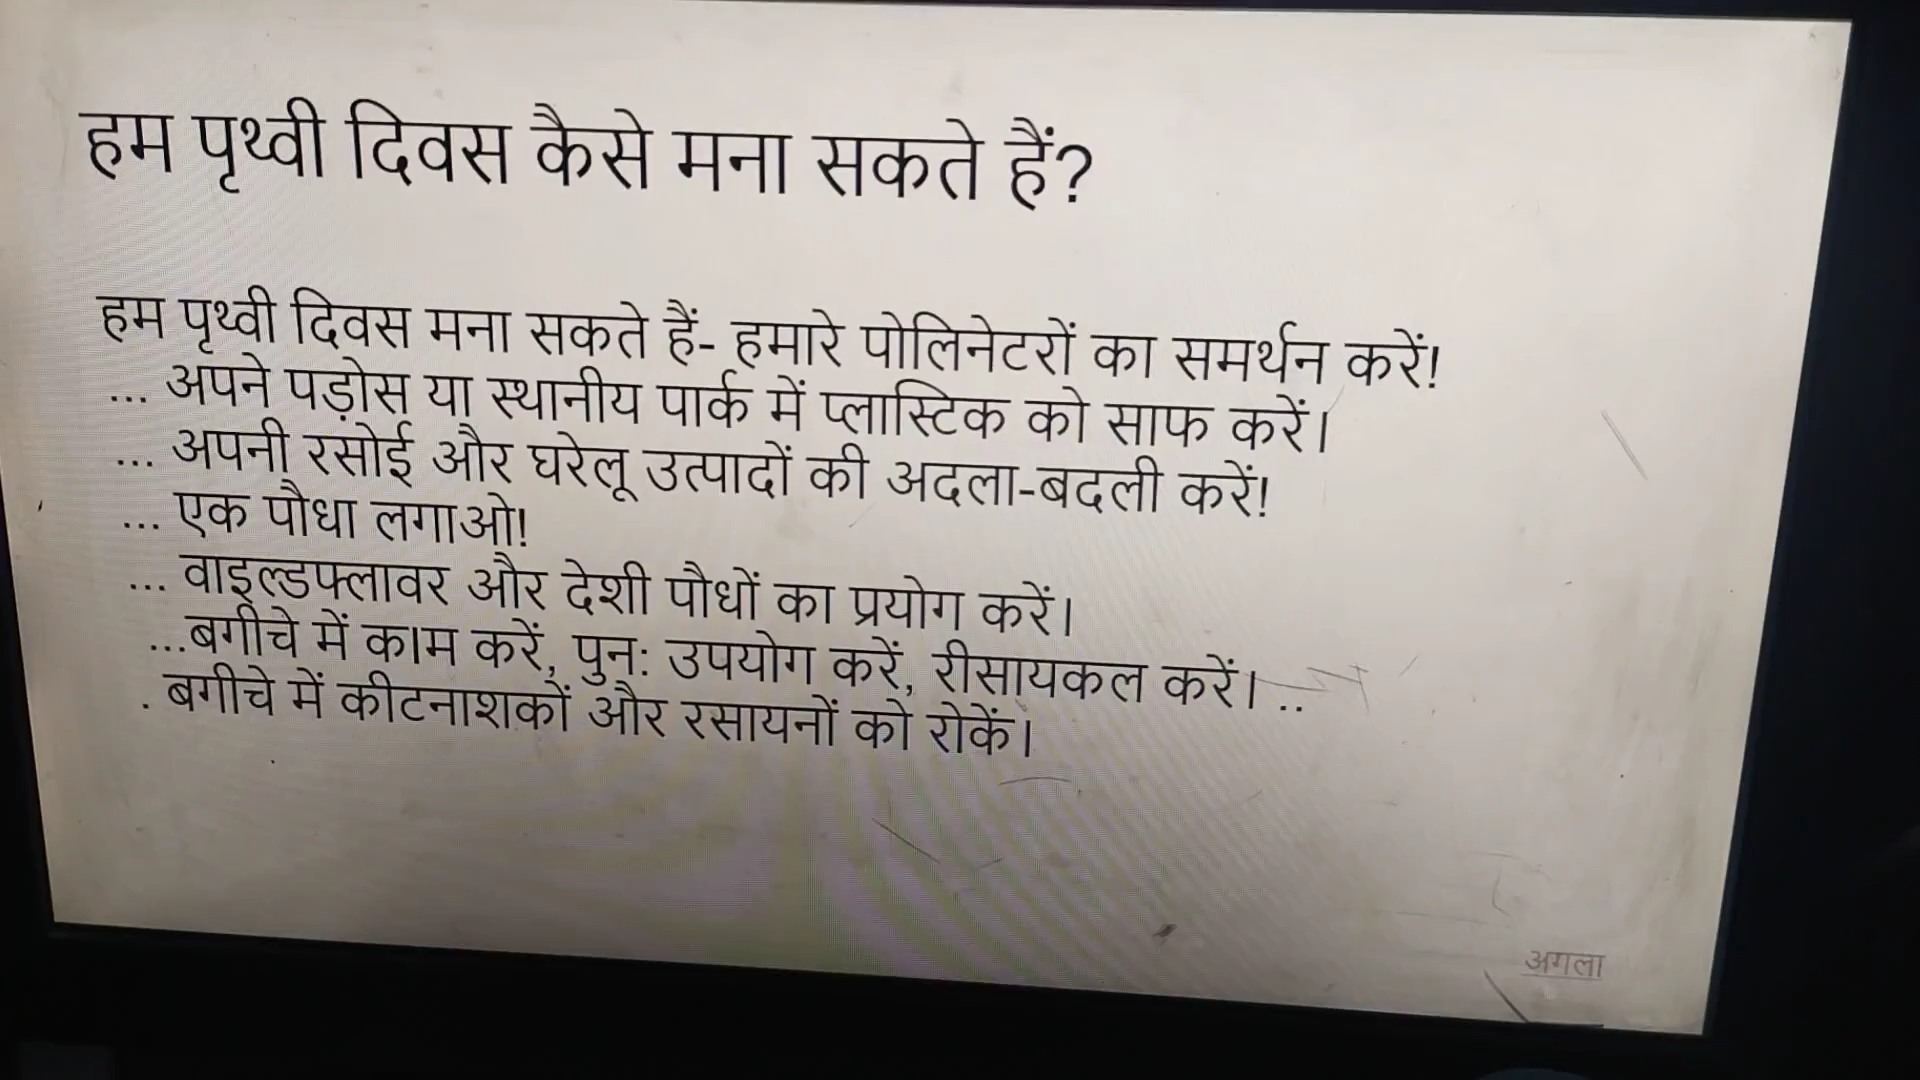 हम पृथ्वी दिवस कैसे मना सकते हैं?
हम पृथ्वी दिवस मना सकते हैं- हमारे पोलिनेटरों का समर्थन करें!
... अपने पड़ोस या स्थानीय पार्क में प्लास्टिक को साफ करें।
... अपनी रसोई और घरेलू उत्पादों की अदला-बदली करें!
... एक पौधा लगाओ!
... वाइल्डफ्लावर और देशी पौधों का प्रयोग करें।
...बगीचे में काम करें, पुन: उपयोग करें, रीसायकल करें। ..
. बगीचे में कीटनाशकों और रसायनों को रोकें।
अगला